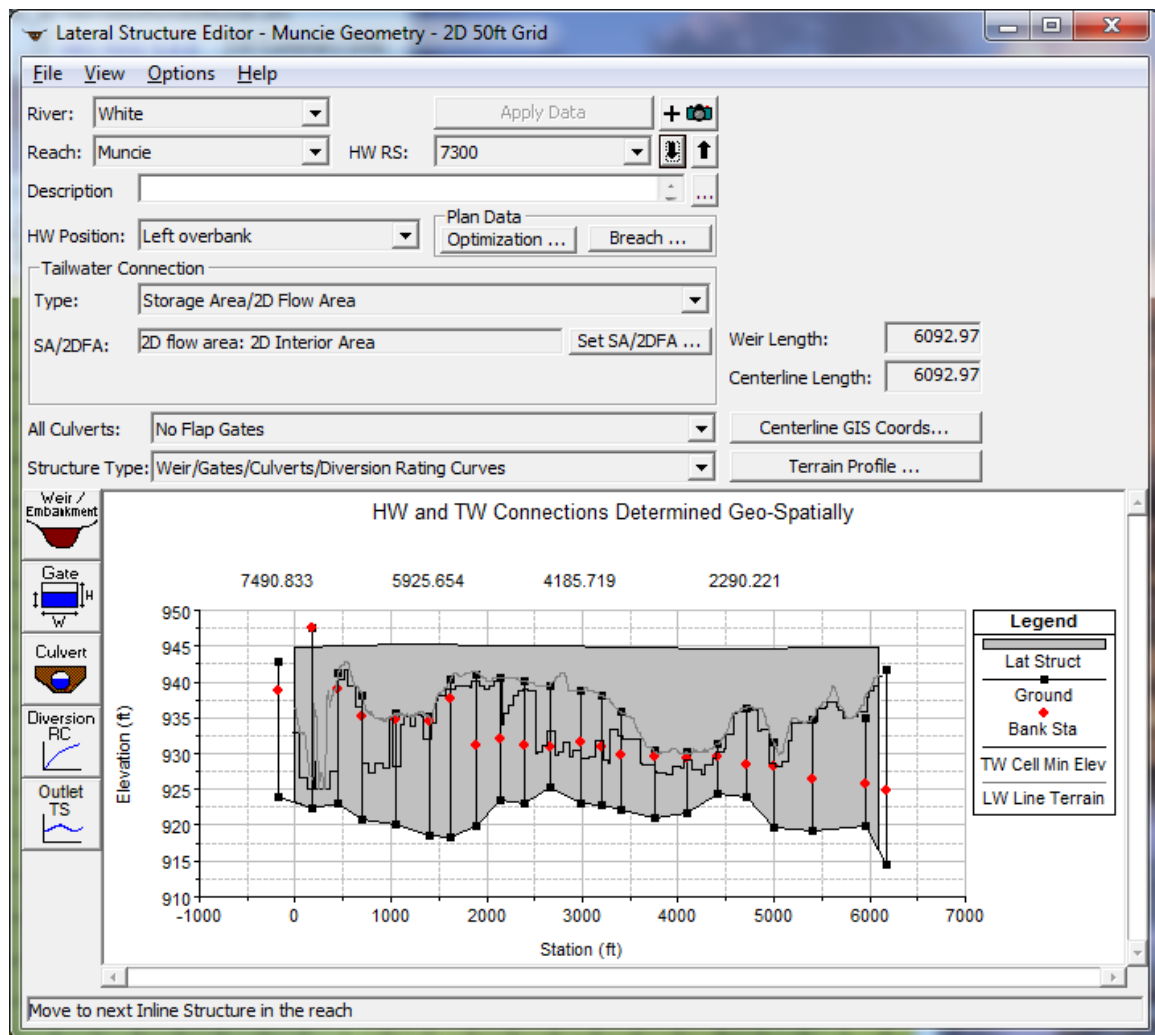 Lateral Structure Editor - Muncie Geometry - 2D 50ft Grid
File View Options Help
River: White Apply Data
Reach: Muncie HW RS: 7300
Description ...
HW Position: Left overbank Plan Data Optimization ... Breach ...
Tailwater Connection
Type: Storage Area/2D Flow Area
SA/2DFA: 2D flow area: 2D Interior Area Set SA/2DFA ... Weir Length: 6092.97
Centerline Length: 6092.97
All Culverts: No Flap Gates Centerline GIS Coords...
Structure Type: Weir/Gates/Culverts/Diversion Rating Curves Terrain Profile ...
Weir / Embankment
Gate
H
W
Culvert
Diversion RC
Outlet TS
HW and TW Connections Determined Geo-Spatially
7490.833 5925.654 4185.719 2290.221
950
945
940
935
930
925
920
915
910
Elevation (ft)
-1000 0 1000 2000 3000 4000 5000 6000 7000
Station (ft)
Legend
Lat Struct
Ground
Bank Sta
TW Cell Min Elev
LW Line Terrain
Move to next Inline Structure in the reach